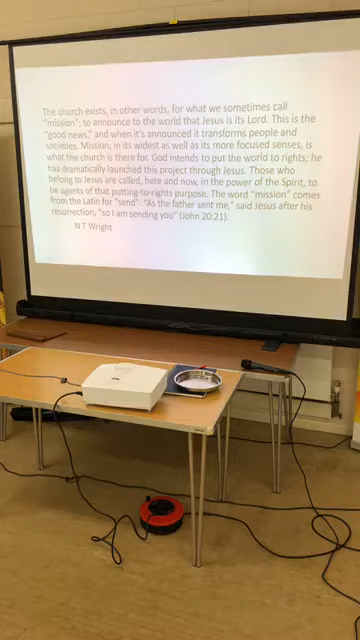 The church exists, in other words, for what we sometimes call
"mission": to announce to the world that Jesus is its Lord. This is the
"good news," and when it's announced it transforms people and
societies. Mission, in its widest as well as its more focused senses, is
what the church is there for. God intends to put the world to rights; he
has dramatically launched this project through Jesus. Those who
belong to Jesus are called, here and now, in the power of the Spirit, to
be agents of that putting-to-rights purpose. The word "mission" comes
from the Latin for "send": "As the father sent me," said Jesus after his
resurrection, "so I am sending you" (John 20:21).
N T Wright